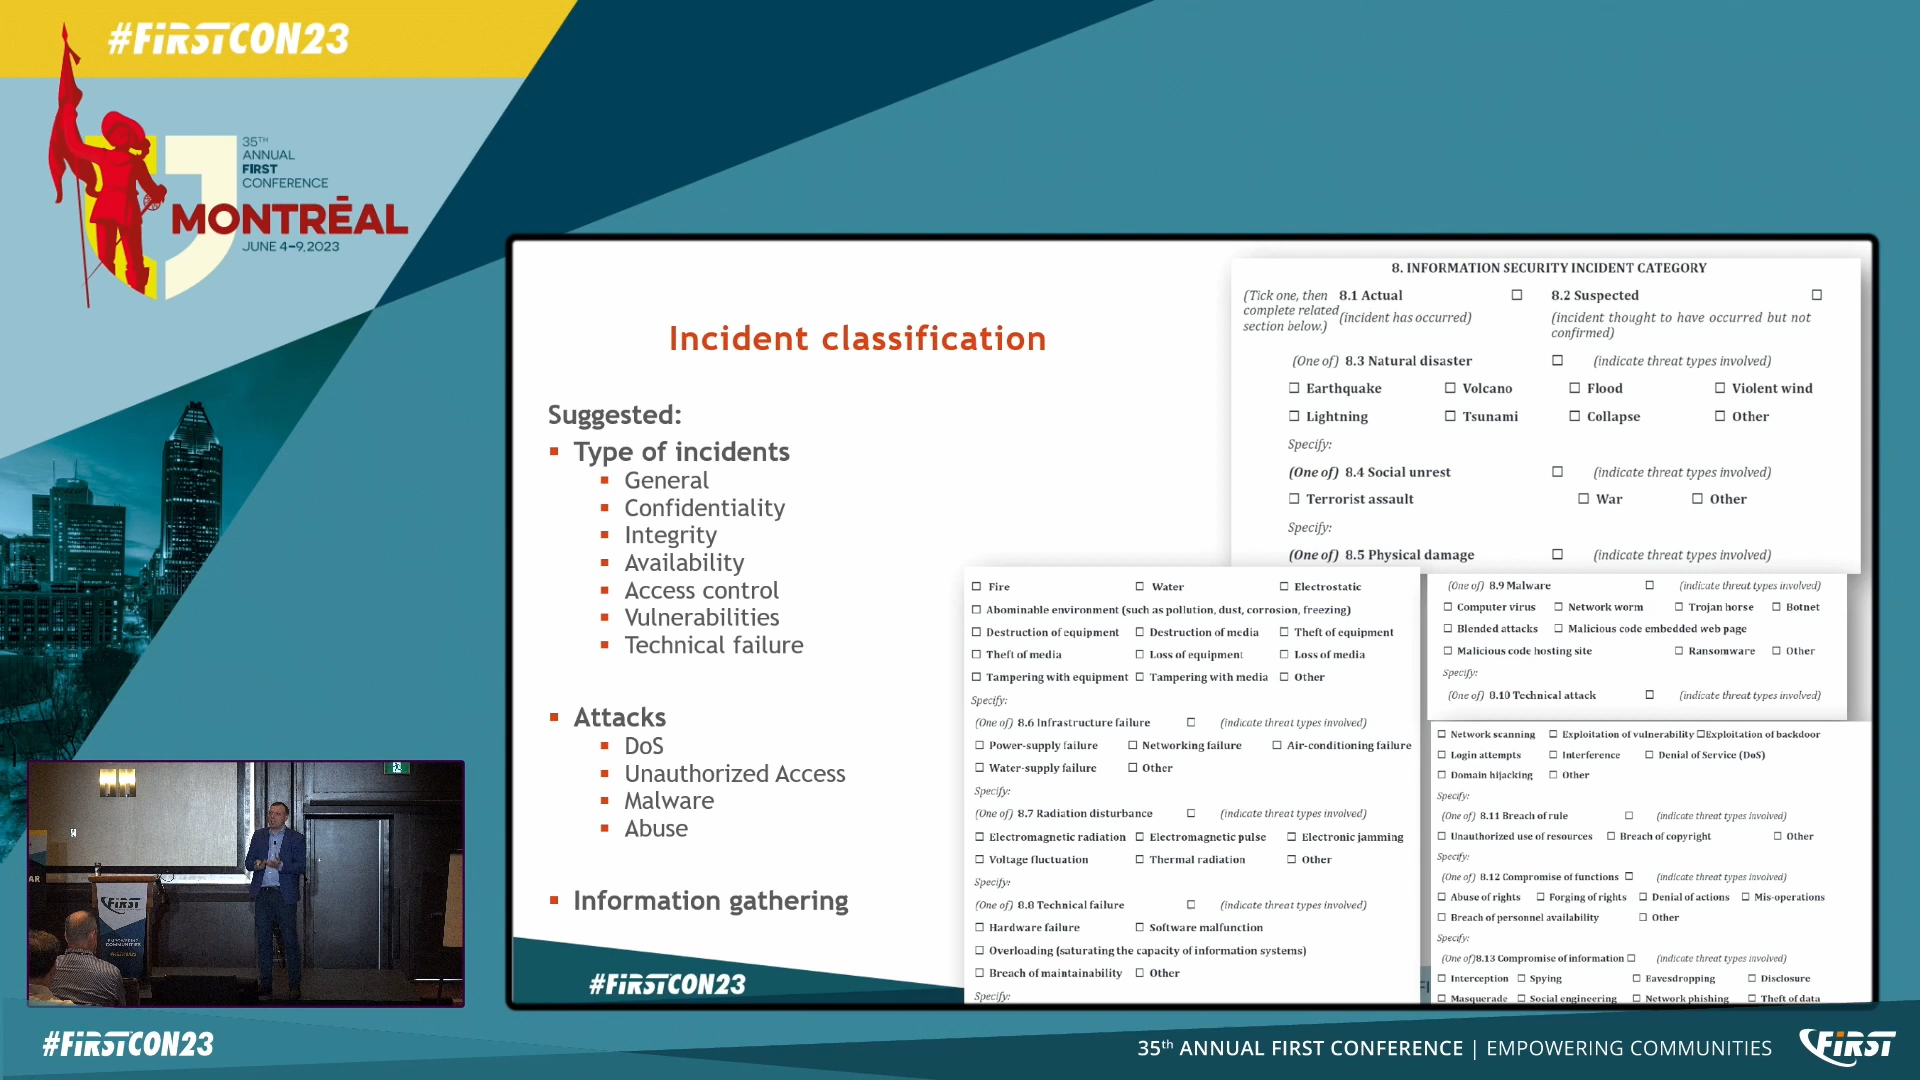 #FiRSTCON23
35TH
ANNUAL
FIRST
CONFERENCE
MONTRÉAL
JUNE 4–9, 2023
Incident classification
Suggested:
Type of incidents
General
Confidentiality
Integrity
Availability
Access control
Vulnerabilities
Technical failure
Attacks
DoS
Unauthorized Access
Malware
Abuse
Information gathering
#FiRSTCON23
8. INFORMATION SECURITY INCIDENT CATEGORY
(Tick one, then complete related section below.)
8.1 Actual ☐ 8.2 Suspected ☐
(incident has occurred) (incident thought to have occurred but not confirmed)
(One of) 8.3 Natural disaster ☐ (indicate threat types involved)
☐ Earthquake ☐ Volcano ☐ Flood ☐ Violent wind
☐ Lightning ☐ Tsunami ☐ Collapse ☐ Other
Specify:
(One of) 8.4 Social unrest ☐ (indicate threat types involved)
☐ Terrorist assault ☐ War ☐ Other
Specify:
(One of) 8.5 Physical damage ☐ (indicate threat types involved)
☐ Fire ☐ Water ☐ Electrostatic
☐ Abominable environment (such as pollution, dust, corrosion, freezing)
☐ Destruction of equipment ☐ Destruction of media ☐ Theft of equipment
☐ Theft of media ☐ Loss of equipment ☐ Loss of media
☐ Tampering with equipment ☐ Tampering with media ☐ Other
Specify:
(One of) 8.6 Infrastructure failure ☐ (indicate threat types involved)
☐ Power-supply failure ☐ Networking failure ☐ Air-conditioning failure
☐ Water-supply failure ☐ Other
Specify:
(One of) 8.7 Radiation disturbance ☐ (indicate threat types involved)
☐ Electromagnetic radiation ☐ Electromagnetic pulse ☐ Electronic jamming
☐ Voltage fluctuation ☐ Thermal radiation ☐ Other
Specify:
(One of) 8.8 Technical failure ☐ (indicate threat types involved)
☐ Hardware failure ☐ Software malfunction
☐ Overloading (saturating the capacity of information systems)
☐ Breach of maintainability ☐ Other
Specify:
(One of) 8.9 Malware ☐ (indicate threat types involved)
☐ Computer virus ☐ Network worm ☐ Trojan horse ☐ Botnet
☐ Blended attacks ☐ Malicious code embedded web page
☐ Malicious code hosting site ☐ Ransomware ☐ Other
Specify:
(One of) 8.10 Technical attack ☐ (indicate threat types involved)
☐ Network scanning ☐ Exploitation of vulnerability ☐ Exploitation of backdoor
☐ Login attempts ☐ Interference ☐ Denial of Service (DoS)
☐ Domain hijacking ☐ Other
Specify:
(One of) 8.11 Breach of rule ☐ (indicate threat types involved)
☐ Unauthorized use of resources ☐ Breach of copyright ☐ Other
Specify:
(One of) 8.12 Compromise of functions ☐ (indicate threat types involved)
☐ Abuse of rights ☐ Forging of rights ☐ Denial of actions ☐ Mis-operations
☐ Breach of personnel availability ☐ Other
Specify:
(One of)8.13 Compromise of information ☐ (indicate threat types involved)
☐ Interception ☐ Spying ☐ Eavesdropping ☐ Disclosure
☐ Masquerade ☐ Social engineering ☐ Network phishing ☐ Theft of data
FiRST
EMPOWERING
COMMUNITIES
#FiRSTCON23
35th ANNUAL FIRST CONFERENCE | EMPOWERING COMMUNITIES
FiRST